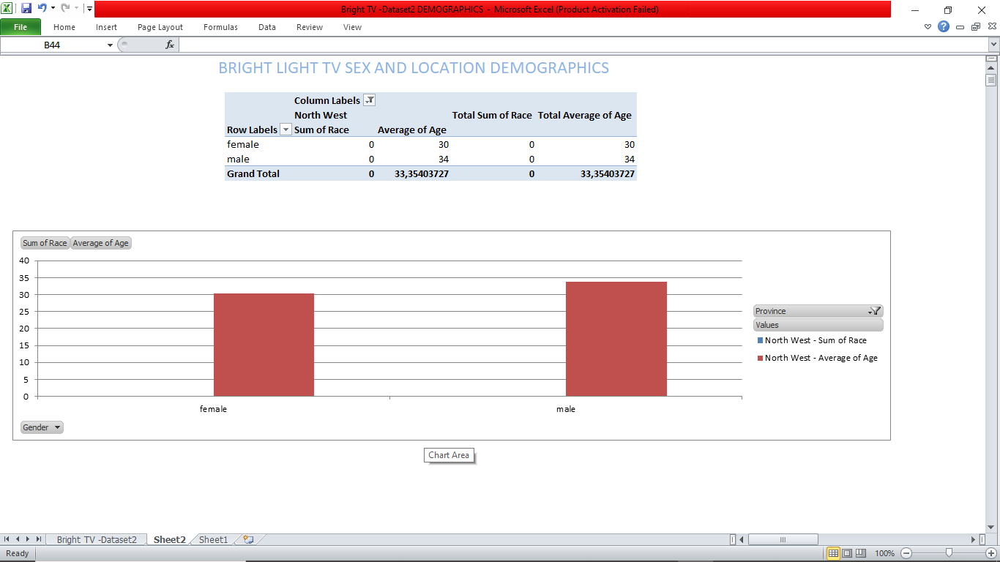 Bright TV -Dataset2 DEMOGRAPHICS - Microsoft Excel (Product Activation Failed)
File Home Insert Page Layout Formulas Data Review View
B44 fx
BRIGHT LIGHT TV SEX AND LOCATION DEMOGRAPHICS
Column Labels
North West Total Sum of Race Total Average of Age
Row Labels Sum of Race Average of Age
female 0 30 0 30
male 0 34 0 34
Grand Total 0 33,35403727 0 33,35403727
Sum of Race Average of Age
40
35
30
25
20
15
10
5
0
female male
Province
Values
North West - Sum of Race
North West - Average of Age
Gender
Chart Area
Bright TV -Dataset2 Sheet2 Sheet1
Ready 100%